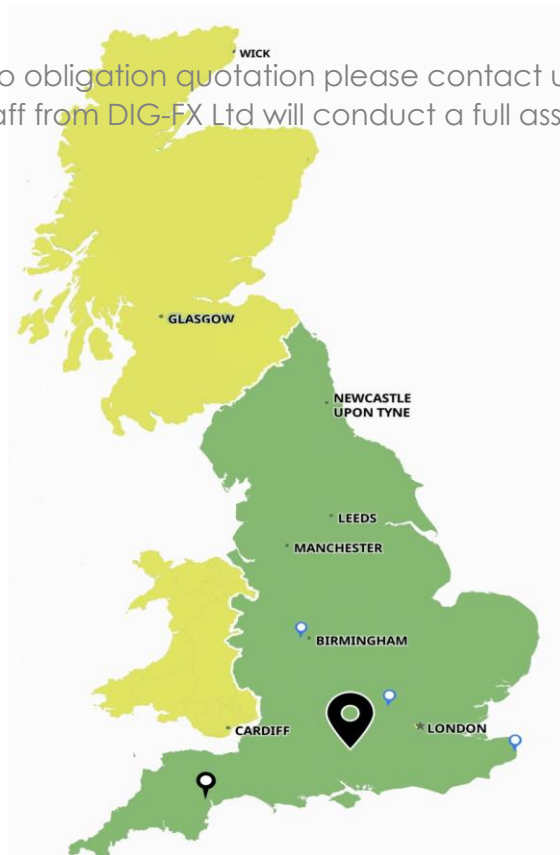 WICK
o obligation quotation please contact u
aff from DIG-FX Ltd will conduct a full ass
GLASGOW
NEWCASTLE
UPON TYNE
LEEDS
MANCHESTER
BIRMINGHAM
CARDIFF
LONDON